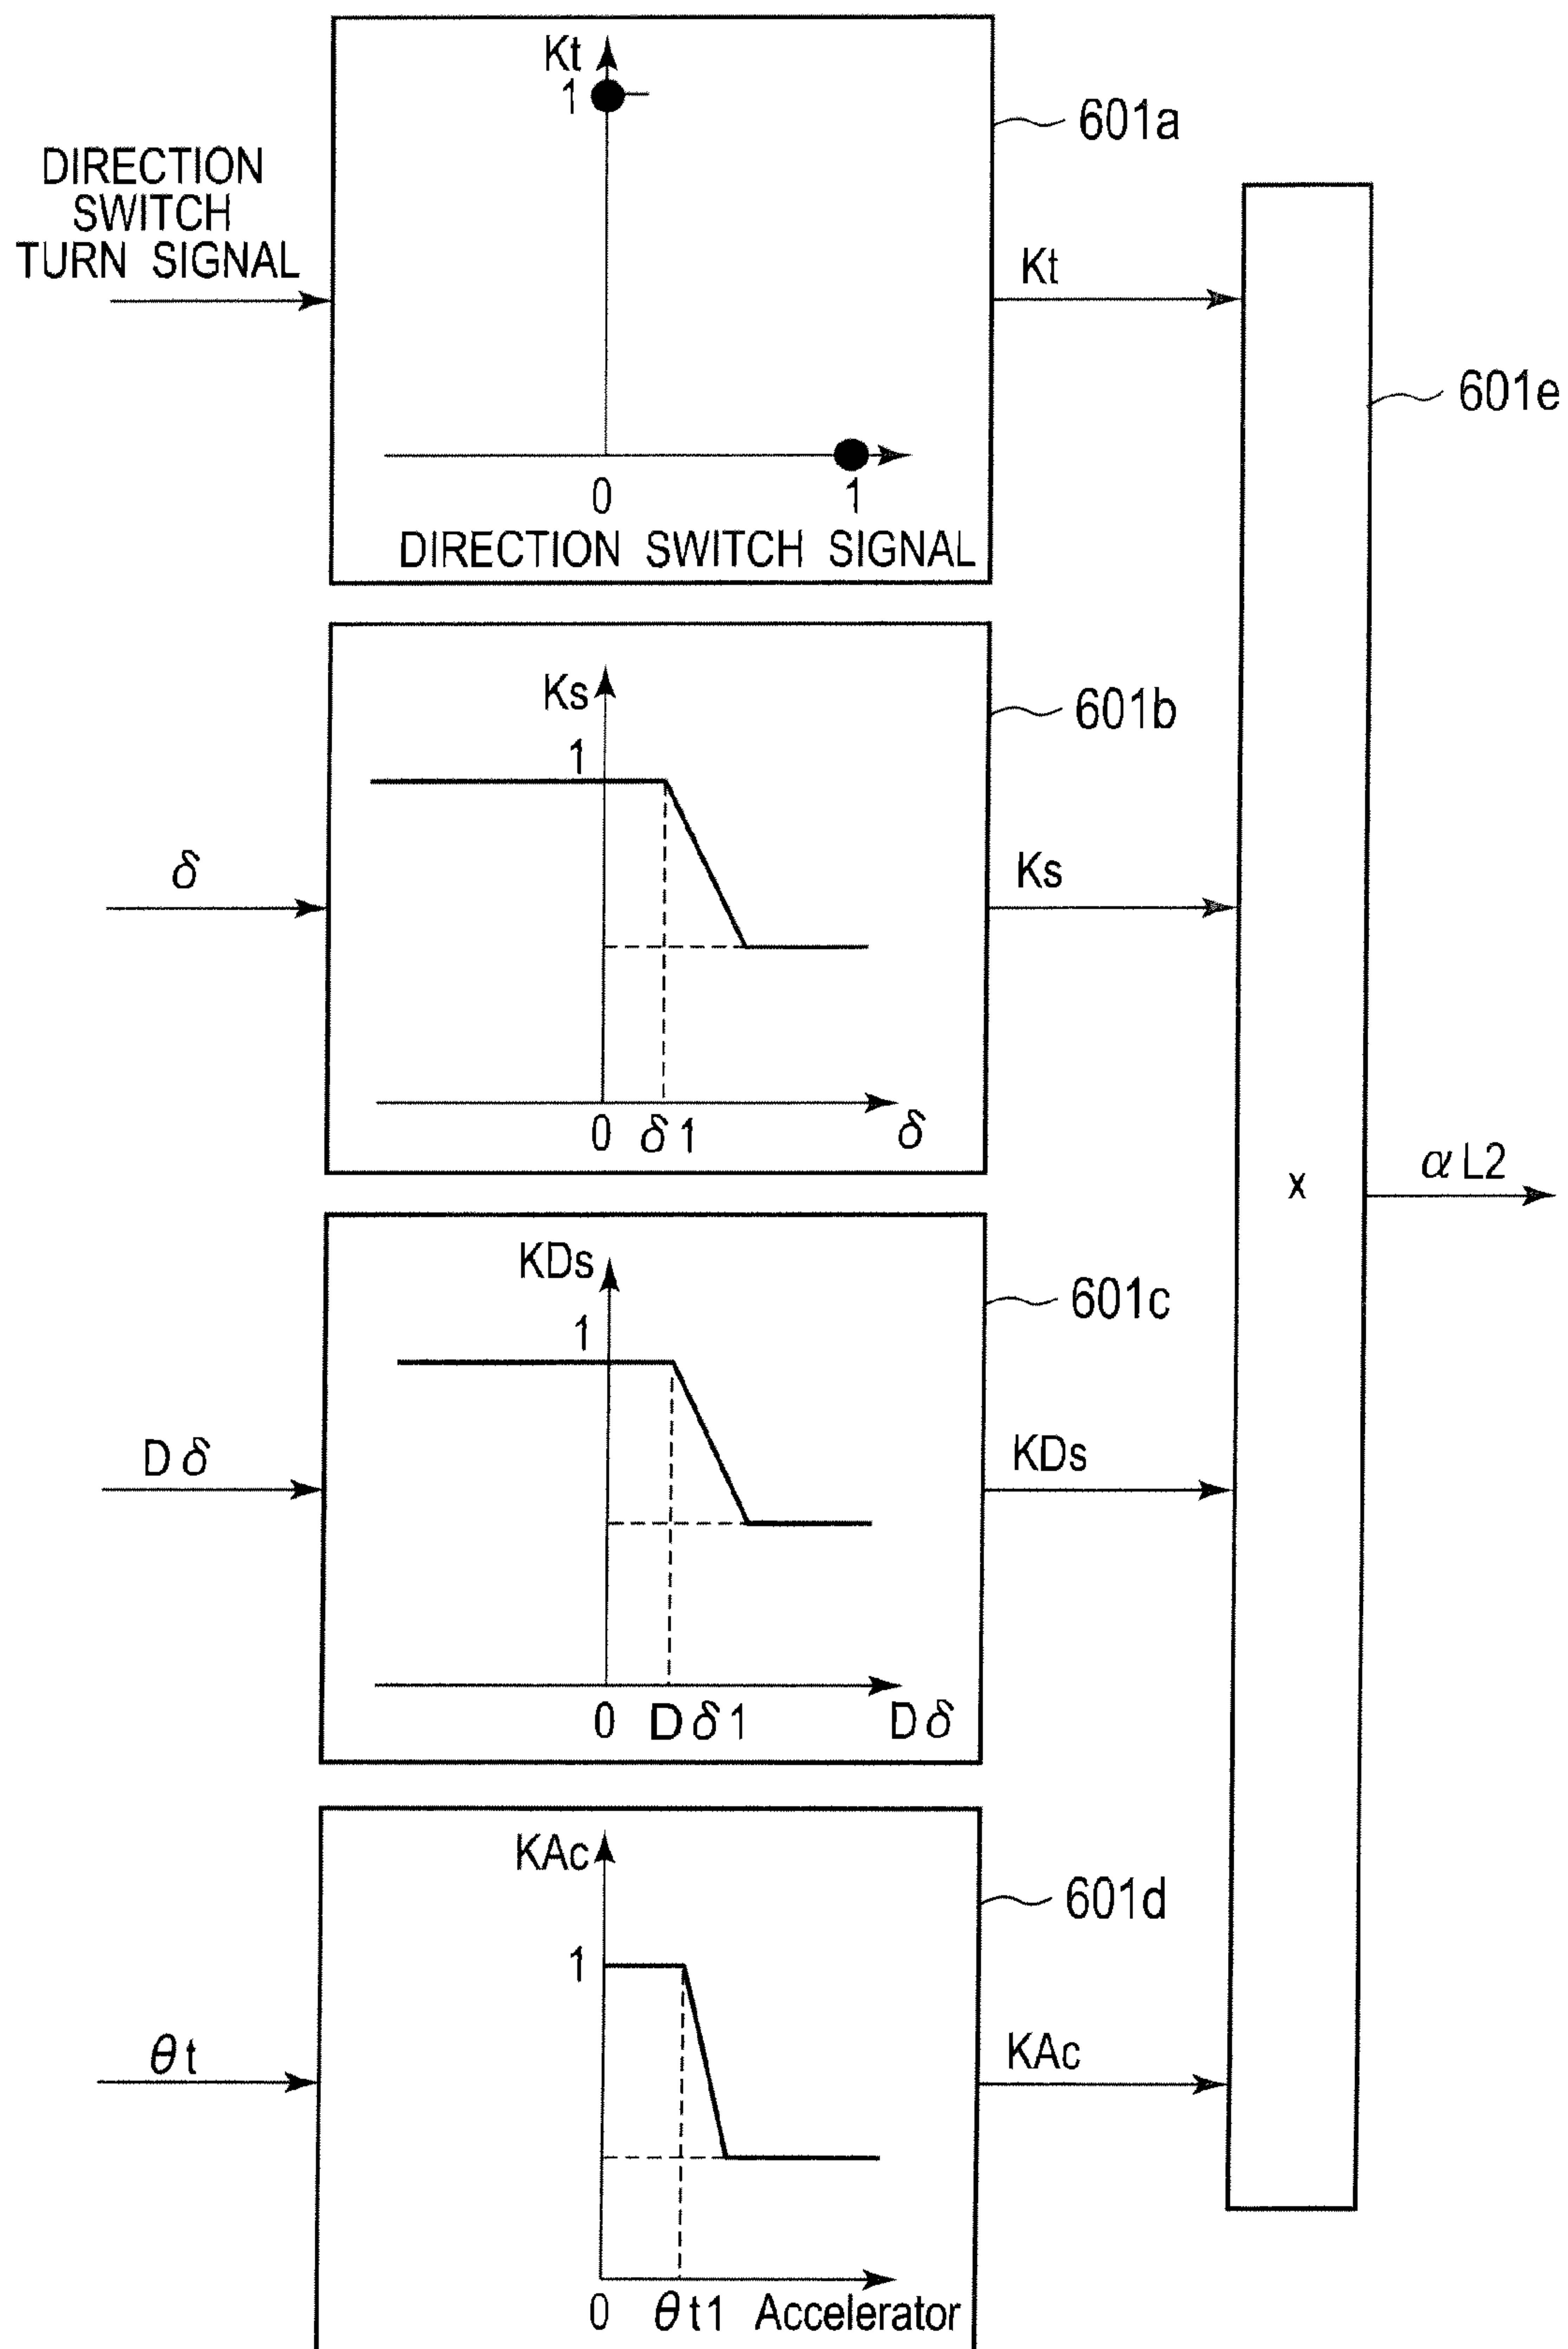 Kt
1
601a
DIRECTION
SWITCH
TURN SIGNAL
Kt
601e
0
1
DIRECTION SWITCH SIGNAL
Ks
1
601b
δ
Ks
0
δ1
δ
x
αL2
KDs
1
601c
Dδ
KDs
0
Dδ1
Dδ
KAc
1
601d
θt
KAc
0
θt1
Accelerator